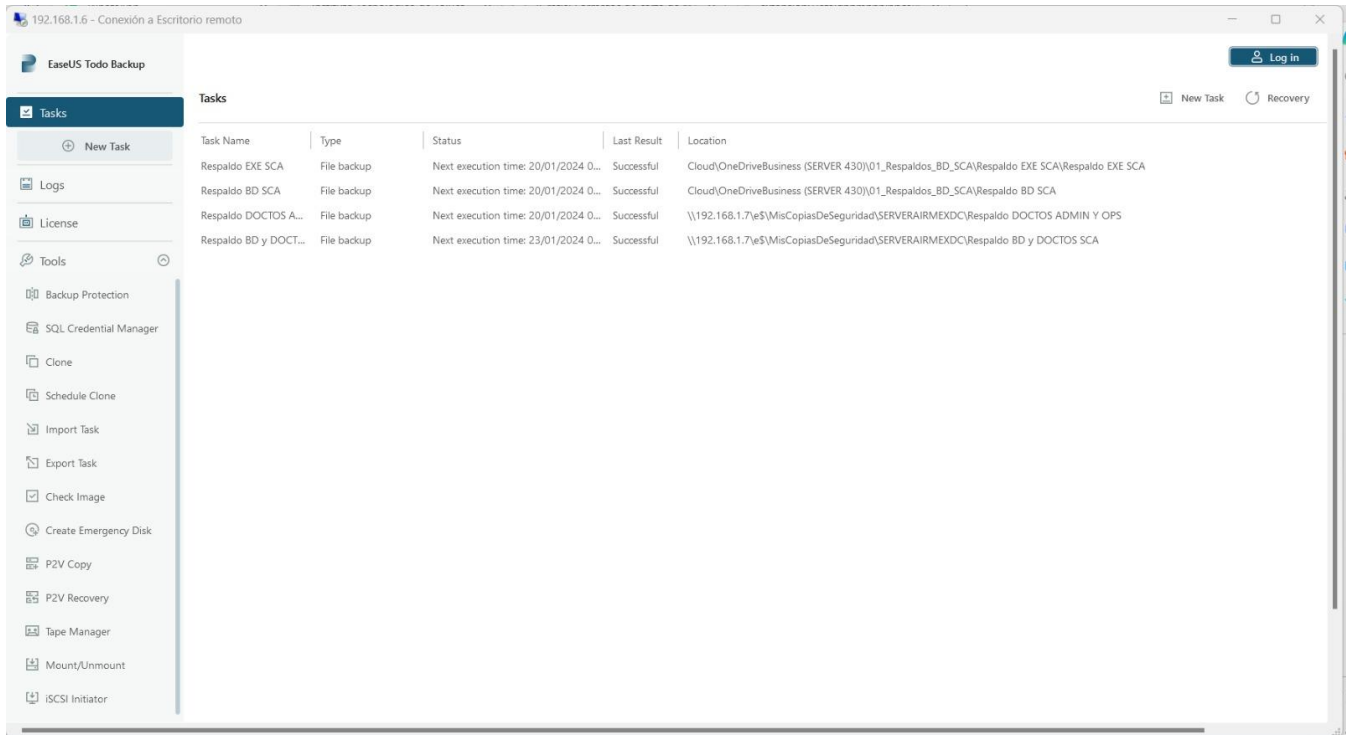 192.168.1.6 - Conexión a Escritorio remoto
EaseUS Todo Backup
Log in
Tasks
New Task
Logs
License
Tools
Backup Protection
SQL Credential Manager
Clone
Schedule Clone
Import Task
Export Task
Check Image
Create Emergency Disk
P2V Copy
P2V Recovery
Tape Manager
Mount/Unmount
iSCSI Initiator
Tasks New Task Recovery
Task Name Type Status Last Result Location
Respaldo EXE SCA File backup Next execution time: 20/01/2024 0... Successful Cloud\OneDriveBusiness (SERVER 430)\01_Respaldos_BD_SCA\Respaldo EXE SCA\Respaldo EXE SCA
Respaldo BD SCA File backup Next execution time: 20/01/2024 0... Successful Cloud\OneDriveBusiness (SERVER 430)\01_Respaldos_BD_SCA\Respaldo BD SCA
Respaldo DOCTOS A... File backup Next execution time: 20/01/2024 0... Successful \\192.168.1.7\e$\MisCopiasDeSeguridad\SERVERAIRMEXDC\Respaldo DOCTOS ADMIN Y OPS
Respaldo BD y DOCT... File backup Next execution time: 23/01/2024 0... Successful \\192.168.1.7\e$\MisCopiasDeSeguridad\SERVERAIRMEXDC\Respaldo BD y DOCTOS SCA